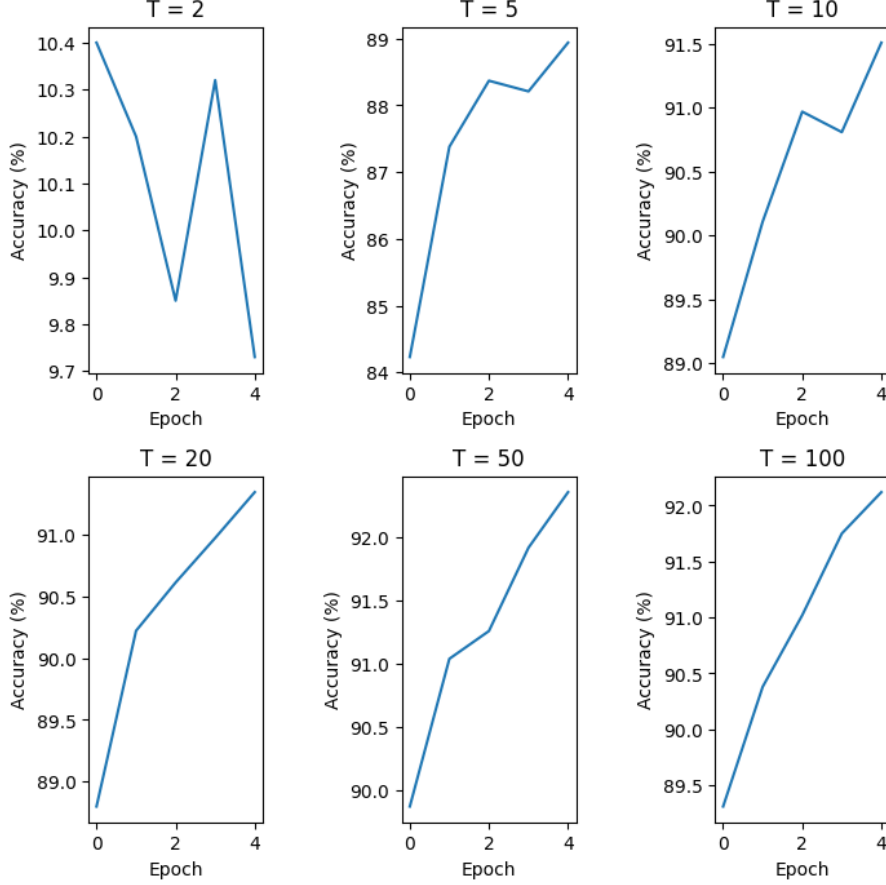 T = 2
10.4
10.3
10.2
10.1
10.0
9.9
9.8
9.7
Accuracy (%)
0 2 4
Epoch
T = 5
89
88
87
86
85
84
Accuracy (%)
0 2 4
Epoch
T = 10
91.5
91.0
90.5
90.0
89.5
89.0
Accuracy (%)
0 2 4
Epoch
T = 20
91.0
90.5
90.0
89.5
89.0
Accuracy (%)
0 2 4
Epoch
T = 50
92.0
91.5
91.0
90.5
90.0
Accuracy (%)
0 2 4
Epoch
T = 100
92.0
91.5
91.0
90.5
90.0
89.5
Accuracy (%)
0 2 4
Epoch